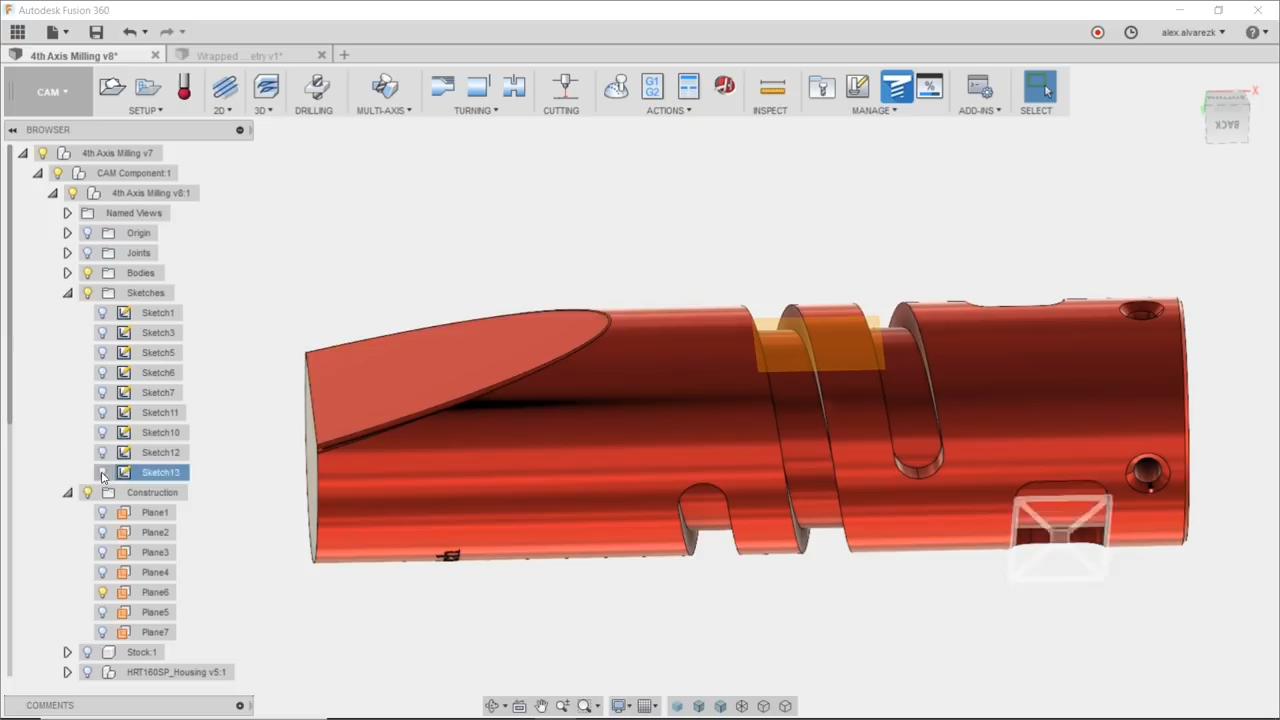 Autodesk Fusion 360
alex.alvarezk
4th Axis Milling v8*
Wrapped ...etry v1*
CAM
G1
G2
SETUP
2D
3D
DRILLING
MULTI-AXIS
TURNING
CUTTING
ACTIONS
INSPECT
MANAGE
ADD-INS
SELECT
BROWSER
X
BACK
4th Axis Milling v7
CAM Component:1
4th Axis Milling v8:1
Named Views
Origin
Joints
Bodies
Sketches
Sketch1
Sketch3
Sketch5
Sketch6
Sketch7
Sketch11
Sketch10
Sketch12
Sketch13
Construction
Plane1
Plane2
Plane3
Plane4
Plane6
Plane5
Plane7
Stock:1
HRT160SP_Housing v5:1
COMMENTS